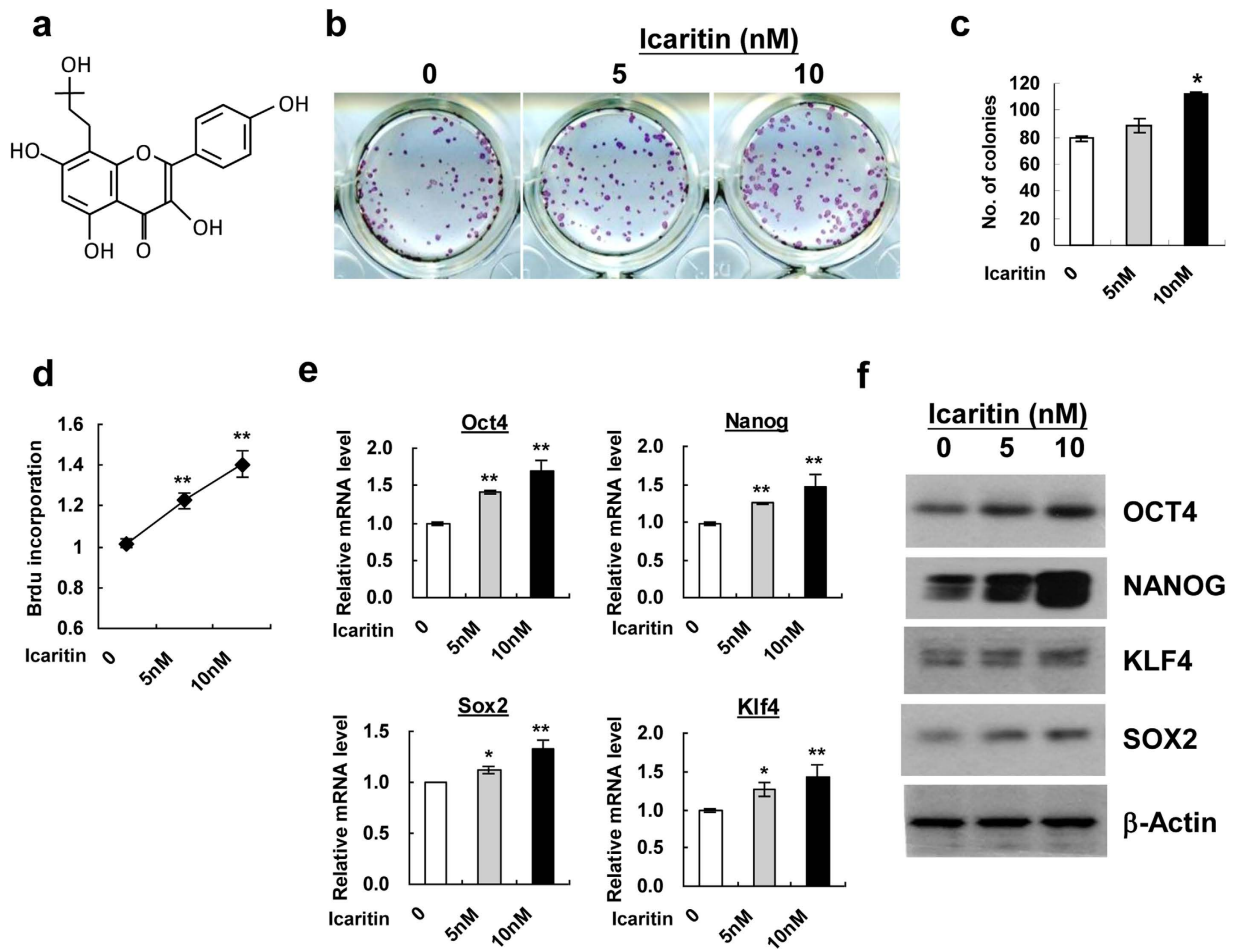 a
OH
OH
HO
O
OH
OH
O
b
Icaritin (nM)
0 5 10
c
No. of colonies
120
100
80
60
40
20
0
*
Icaritin 0 5nM 10nM
d
Brdu incorporation
1.6
1.4
1.2
1
0.8
0.6
**
**
Icaritin 0 5nM 10nM
e
Oct4
Relative mRNA level
2.0
1.5
1.0
0.5
0.0
**
**
Icaritin 0 5nM 10nM
Nanog
Relative mRNA level
2.0
1.5
1.0
0.5
0.0
**
**
Icaritin 0 5nM 10nM
Sox2
Relative mRNA level
1.5
1.0
0.5
0.0
*
**
Icaritin 0 5nM 10nM
Klf4
Relative mRNA level
2.0
1.5
1.0
0.5
0.0
*
**
Icaritin 0 5nM 10nM
f
Icaritin (nM)
0 5 10
OCT4
NANOG
KLF4
SOX2
β-Actin